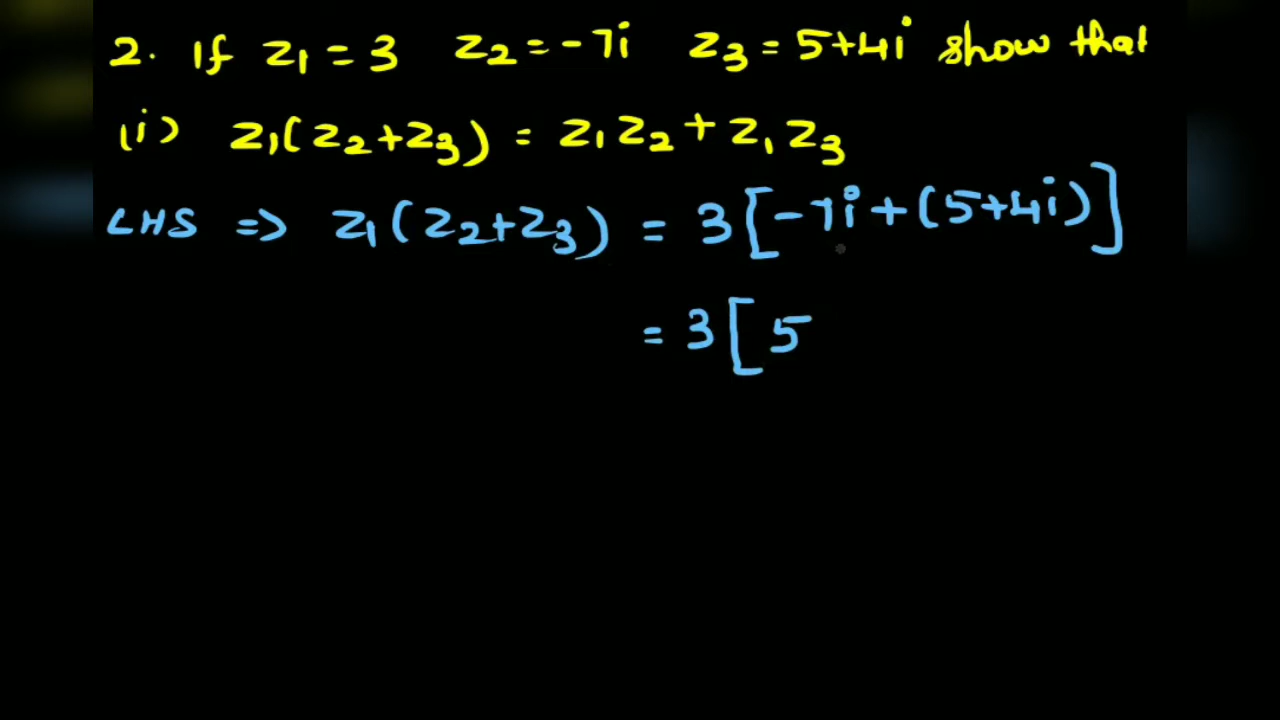 2. If z₁ = 3 z₂ = -7i z₃ = 5+4i show that
(i) z₁(z₂+z₃) = z₁z₂ + z₁z₃
LHS => z₁(z₂+z₃) = 3[-7i+(5+4i)]
= 3[5